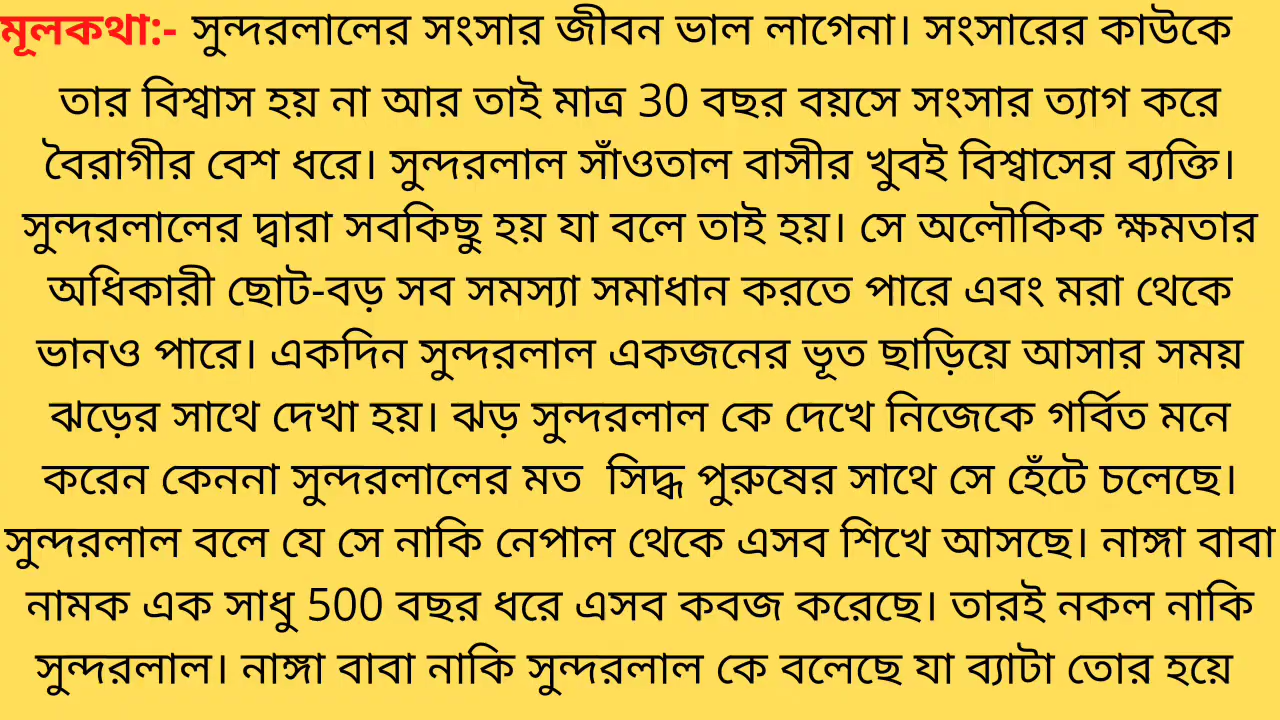 মূলকথা:- সুন্দরলালের সংসার জীবন ভাল লাগেনা। সংসারের কাউকে
তার বিশ্বাস হয় না আর তাই মাত্র 30 বছর বয়সে সংসার ত্যাগ করে
বৈরাগীর বেশ ধরে। সুন্দরলাল সাঁওতাল বাসীর খুবই বিশ্বাসের ব্যক্তি।
সুন্দরলালের দ্বারা সবকিছু হয় যা বলে তাই হয়। সে অলৌকিক ক্ষমতার
অধিকারী ছোট-বড় সব সমস্যা সমাধান করতে পারে এবং মরা থেকে
ভানও পারে। একদিন সুন্দরলাল একজনের ভূত ছাড়িয়ে আসার সময়
ঝড়ের সাথে দেখা হয়। ঝড় সুন্দরলাল কে দেখে নিজেকে গর্বিত মনে
করেন কেননা সুন্দরলালের মত সিদ্ধ পুরুষের সাথে সে হেঁটে চলেছে।
সুন্দরলাল বলে যে সে নাকি নেপাল থেকে এসব শিখে আসছে। নাঙ্গা বাবা
নামক এক সাধু 500 বছর ধরে এসব কবজ করেছে। তারই নকল নাকি
সুন্দরলাল। নাঙ্গা বাবা নাকি সুন্দরলাল কে বলেছে যা ব্যাটা তোর হয়ে